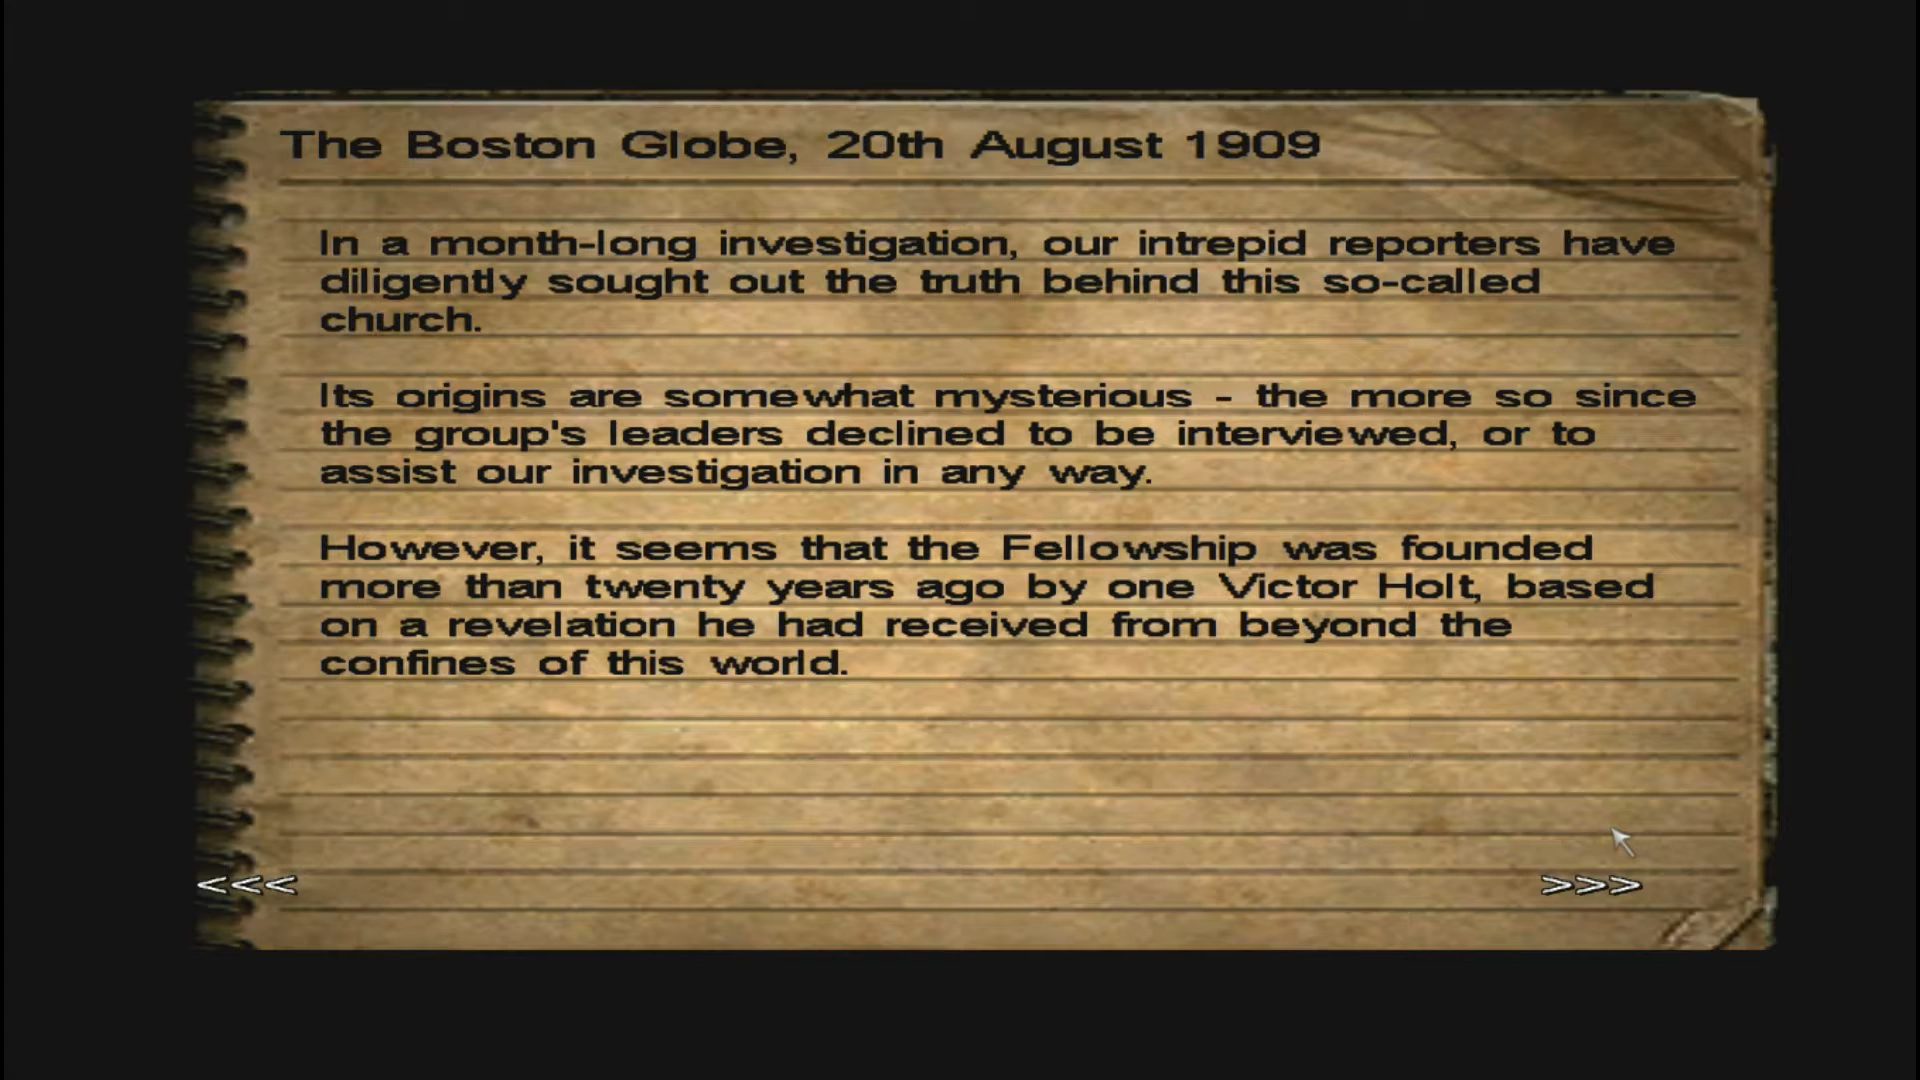 The Boston Globe, 20th August 1909
In a month-long investigation, our intrepid reporters have
diligently sought out the truth behind this so-called
church.
Its origins are somewhat mysterious - the more so since
the group's leaders declined to be interviewed, or to
assist our investigation in any way.
However, it seems that the Fellowship was founded
more than twenty years ago by one Victor Holt, based
on a revelation he had received from beyond the
confines of this world.
<<< >>>